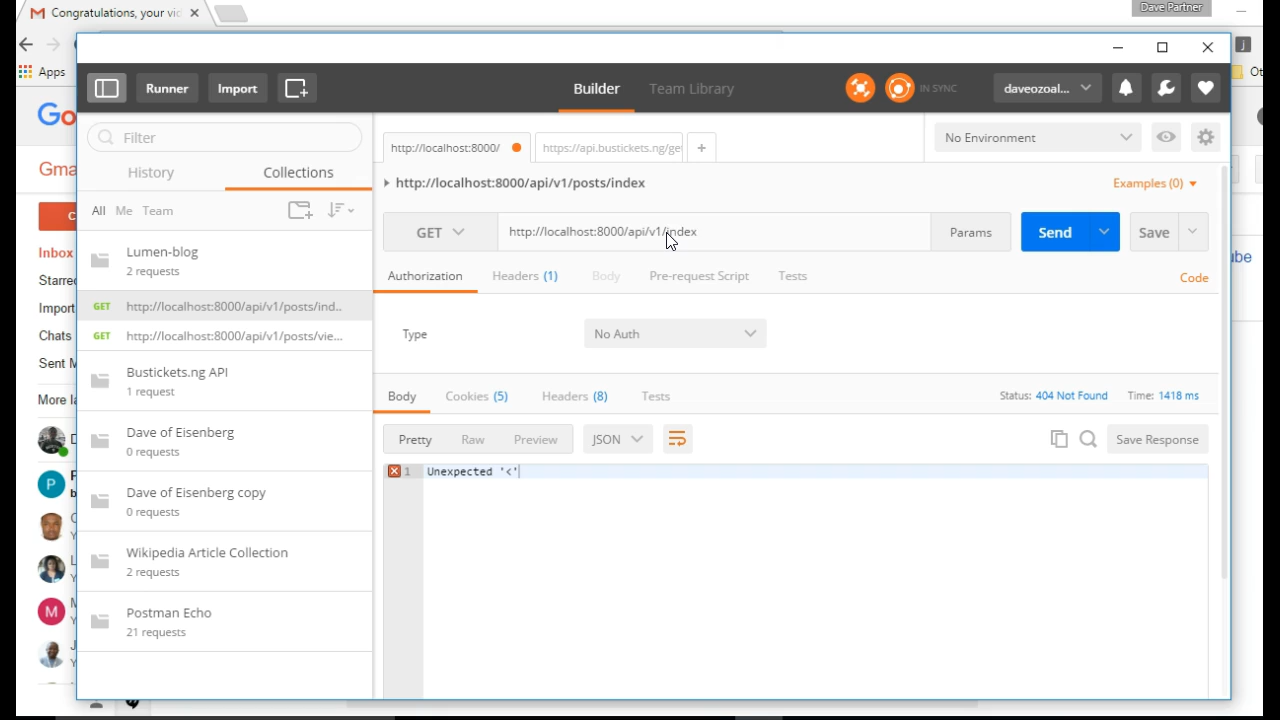 Congratulations, your vid
Dave Partner
Apps
Ot
Runner
Import
Builder
Team Library
IN SYNC
daveozoal...
Go
Filter
http://localhost:8000/
https://api.bustickets.ng/get
+
No Environment
History
Collections
http://localhost:8000/api/v1/posts/index
Examples (0)
Gma
All
Me
Team
GET
http://localhost:8000/api/v1/index
Params
Send
Save
C
Inbox
Starre
Import
Chats
Sent M
More la
Lumen-blog
2 requests
Authorization
Headers (1)
Body
Pre-request Script
Tests
Code
ube
GET
http://localhost:8000/api/v1/posts/ind..
GET
http://localhost:8000/api/v1/posts/vie...
Type
No Auth
Bustickets.ng API
1 request
Body
Cookies (5)
Headers (8)
Tests
Status: 404 Not Found
Time: 1418 ms
Dave of Eisenberg
0 requests
Pretty
Raw
Preview
JSON
Save Response
1
Unexpected '<'
Dave of Eisenberg copy
0 requests
Wikipedia Article Collection
2 requests
Postman Echo
21 requests
P
M